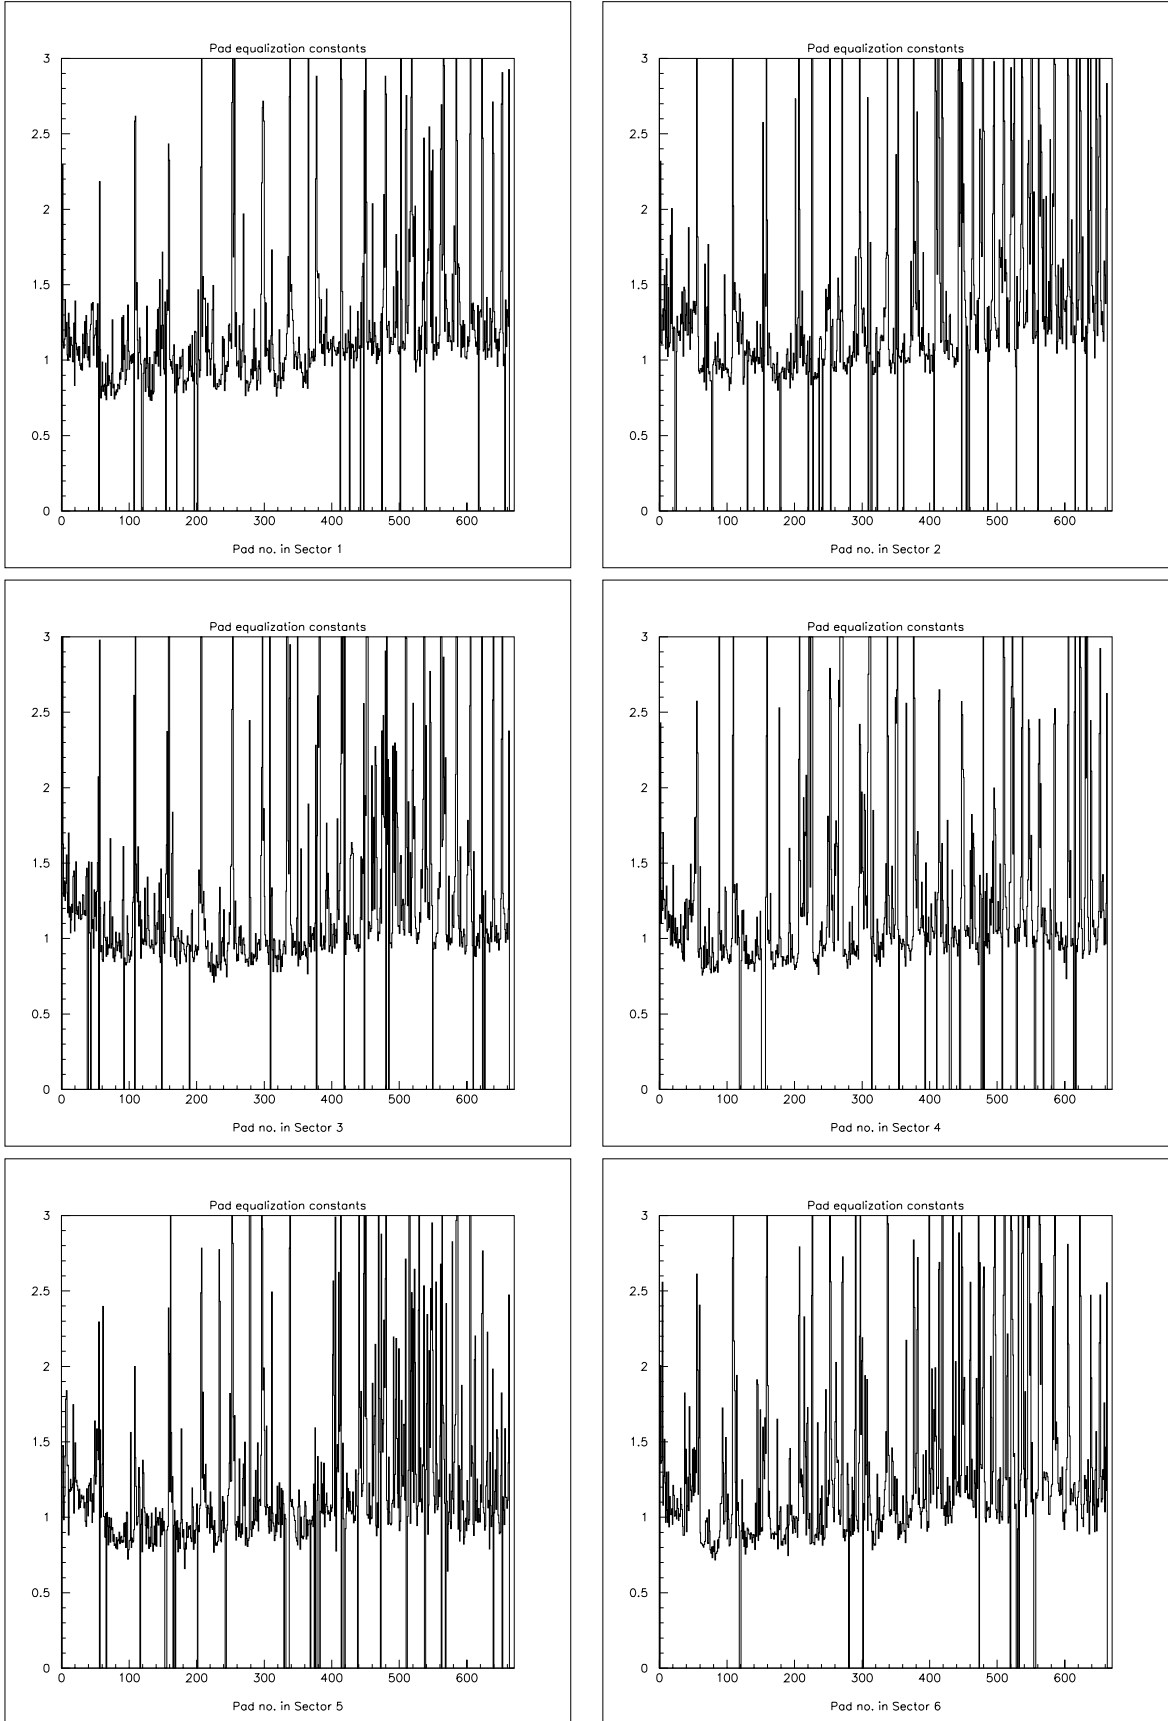 Pad equalization constants
3
2.5
2
1.5
1
0.5
0
0 100 200 300 400 500 600
Pad no. in Sector 1
Pad equalization constants
3
2.5
2
1.5
1
0.5
0
0 100 200 300 400 500 600
Pad no. in Sector 2
Pad equalization constants
3
2.5
2
1.5
1
0.5
0
0 100 200 300 400 500 600
Pad no. in Sector 3
Pad equalization constants
3
2.5
2
1.5
1
0.5
0
0 100 200 300 400 500 600
Pad no. in Sector 4
Pad equalization constants
3
2.5
2
1.5
1
0.5
0
0 100 200 300 400 500 600
Pad no. in Sector 5
Pad equalization constants
3
2.5
2
1.5
1
0.5
0
0 100 200 300 400 500 600
Pad no. in Sector 6